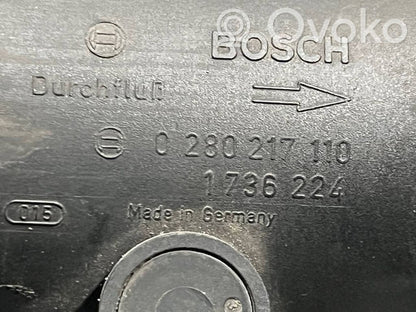 Ovoko
BOSCH
Durchfluß
0 280 217 110
1 736 224
015
Made in Germany